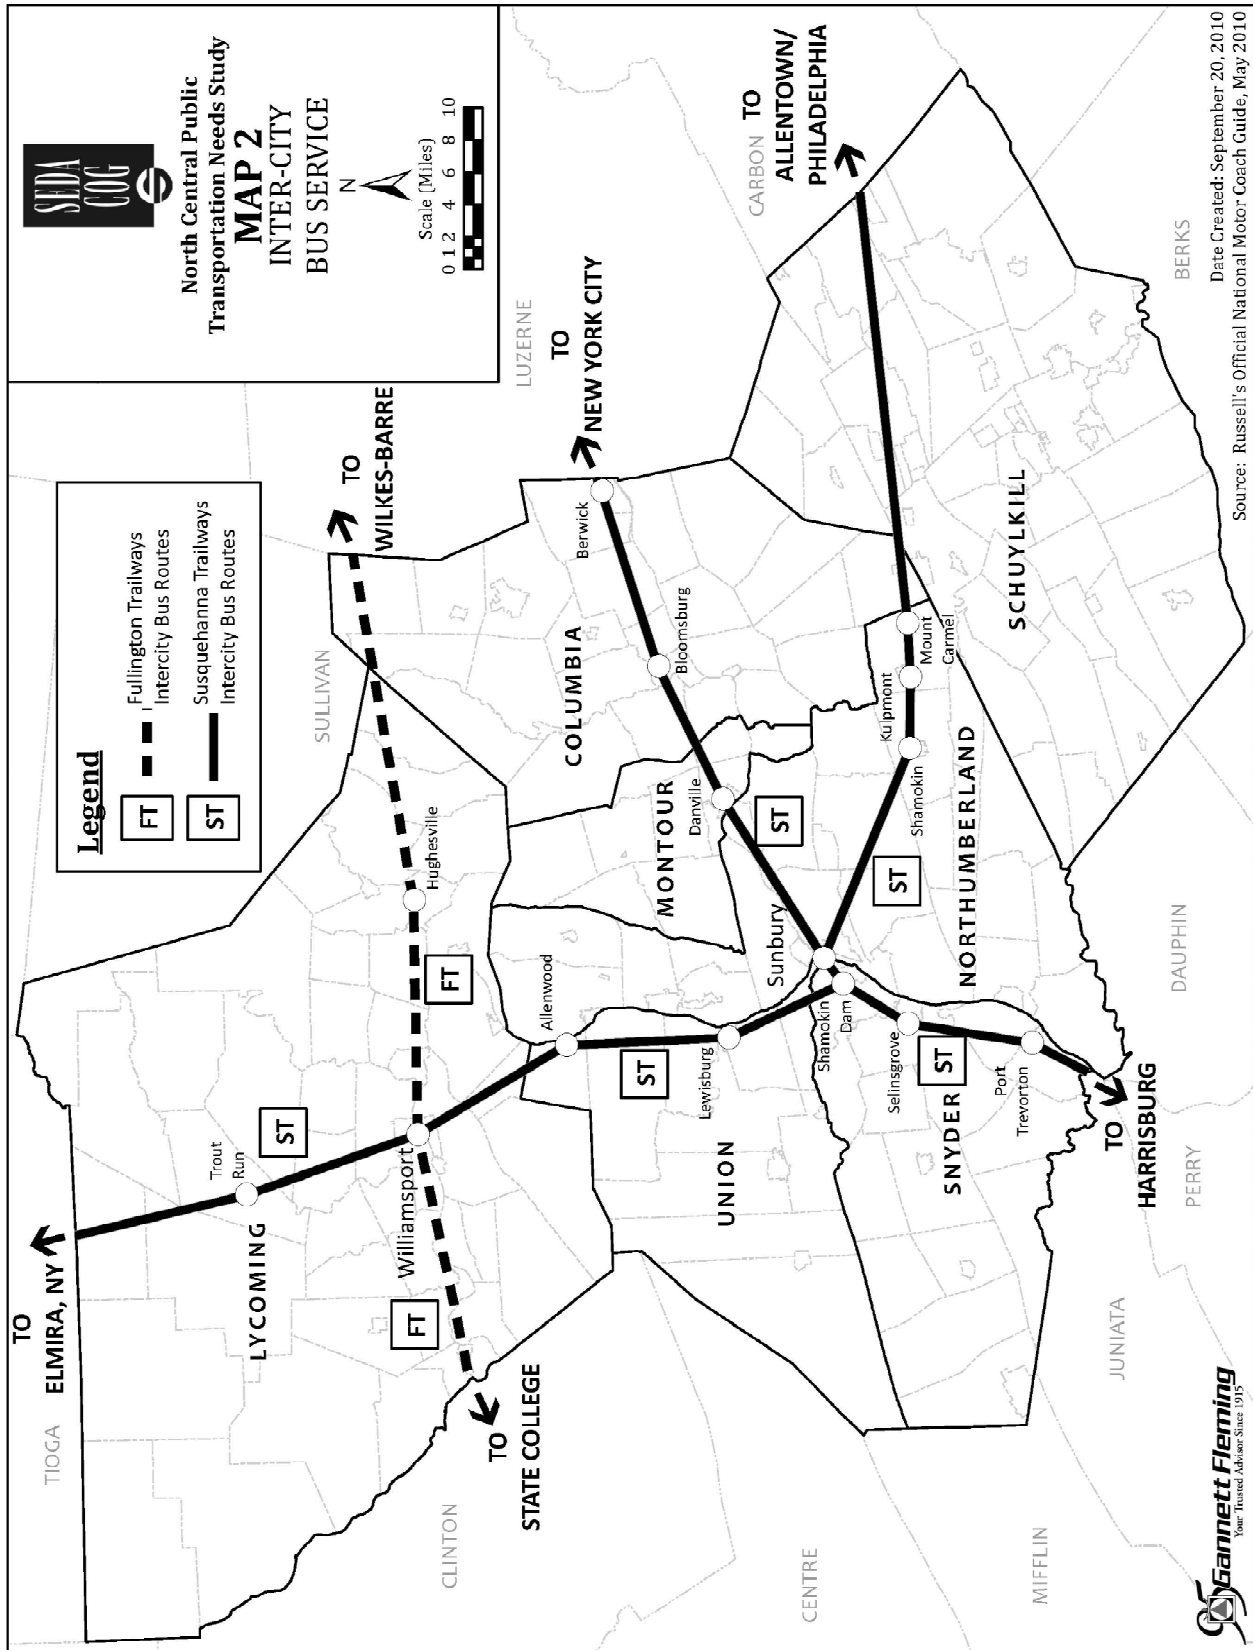 SEDA
COG
North Central Public
Transportation Needs Study
MAP 2
INTER-CITY
BUS SERVICE
N
Scale (Miles)
0 1 2 4 6 8 10
Legend
FT
Fullington Trailways
Intercity Bus Routes
ST
Susquehanna Trailways
Intercity Bus Routes
TO
ELMIRA, NY
TIOGA
Trout
Run
ST
LYCOMING
SULLIVAN
TO
WILKES-BARRE
Williamsport
Hughesville
FT
FT
CLINTON
TO
STATE COLLEGE
Allenwood
LUZERNE
TO
NEW YORK CITY
Berwick
COLUMBIA
Bloomsburg
ST
Lewisburg
MONTOUR
Danville
UNION
ST
Sunbury
CARBON
TO
ALLENTOWN/
PHILADELPHIA
CENTRE
Shamokin
Dam
ST
Kulpmont
Mount
Carmel
Shamokin
Selinsgrove
ST
SNYDER
NORTHUMBERLAND
SCHUYLKILL
Port
Trevorton
MIFFLIN
JUNIATA
TO
HARRISBURG
PERRY
DAUPHIN
BERKS
95
Gannett Fleming
Your Trusted Advisor Since 1915
Date Created: September 20, 2010
Source: Russell's Official National Motor Coach Guide, May 2010